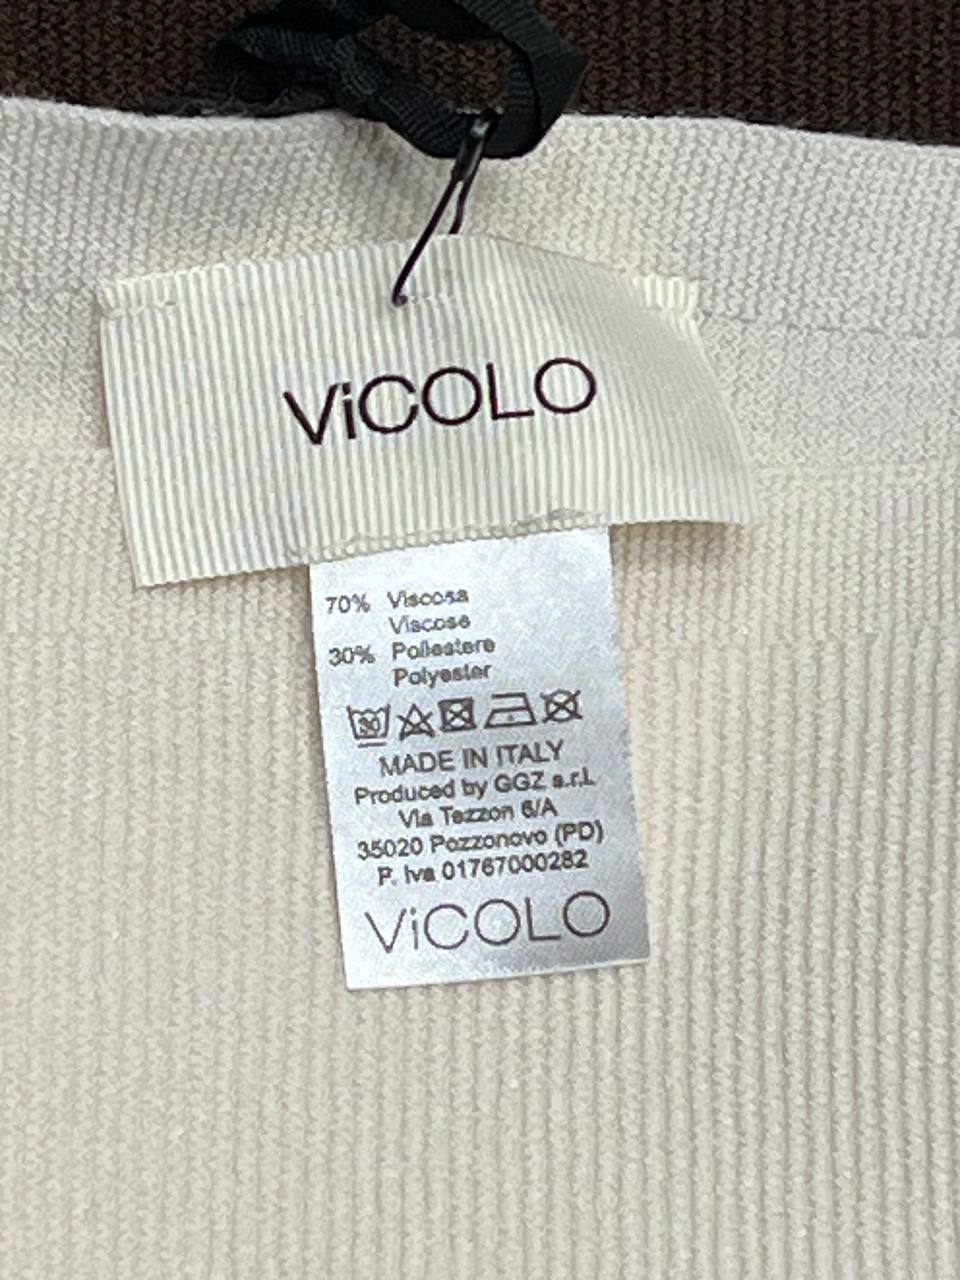 ViCOLO
70% Viscosa
Viscose
30% Poliestere
Polyester
30
MADE IN ITALY
Produced by GGZ s.r.l.
Via Tezzon 6/A
35020 Pozzonovo (PD)
P. Iva 01767000282
ViCOLO